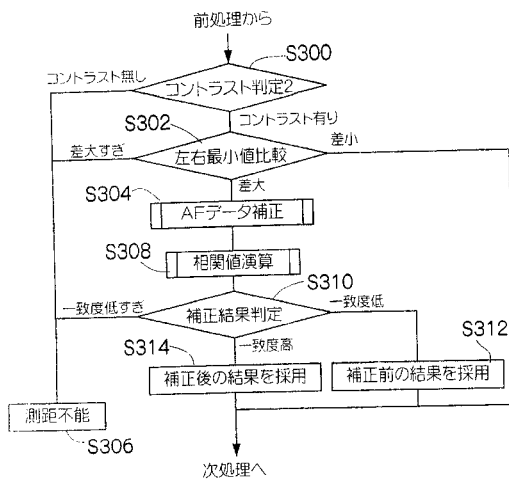 前処理から
S300
コントラスト無し
コントラスト判定2
コントラスト有り
S302
差大すぎ
左右最小値比較
差小
差大
S304
AFデータ補正
相関値演算
S308
S310
一致度低すぎ
補正結果判定
一致度低
一致度高
S314
S312
補正後の結果を採用
補正前の結果を採用
測距不能
S306
次処理へ